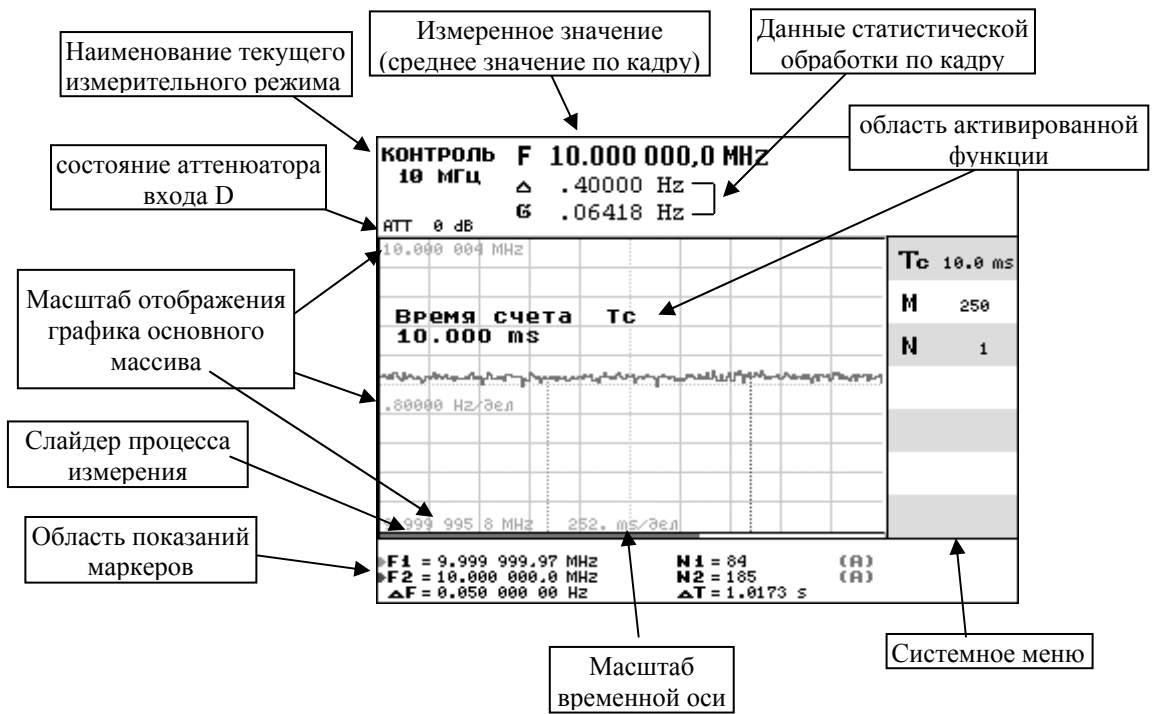 Наименование текущего
измерительного режима
Измеренное значение
(среднее значение по кадру)
Данные статистической
обработки по кадру
область активированной
функции
состояние аттенюатора
входа D
КОНТРОЛЬ F 10.000 000,0 MHz
10 МГц △ .40000 Hz
б .06418 Hz
ATT 0 dB
10.000 004 MHz
Tc 10.0 ms
M 250
N 1
Время счета Tc
10.000 ms
Масштаб отображения
графика основного
массива
.80000 Hz/дел
Слайдер процесса
измерения
999 995 8 MHz 252. ms/дел
Область показаний
маркеров
F1 = 9.999 999,97 MHz N1 = 84 (A)
F2 = 10.000 000.0 MHz N2 = 185 (A)
△F = 0.050 000 00 Hz △T = 1.0173 s
Масштаб
временной оси
Системное меню